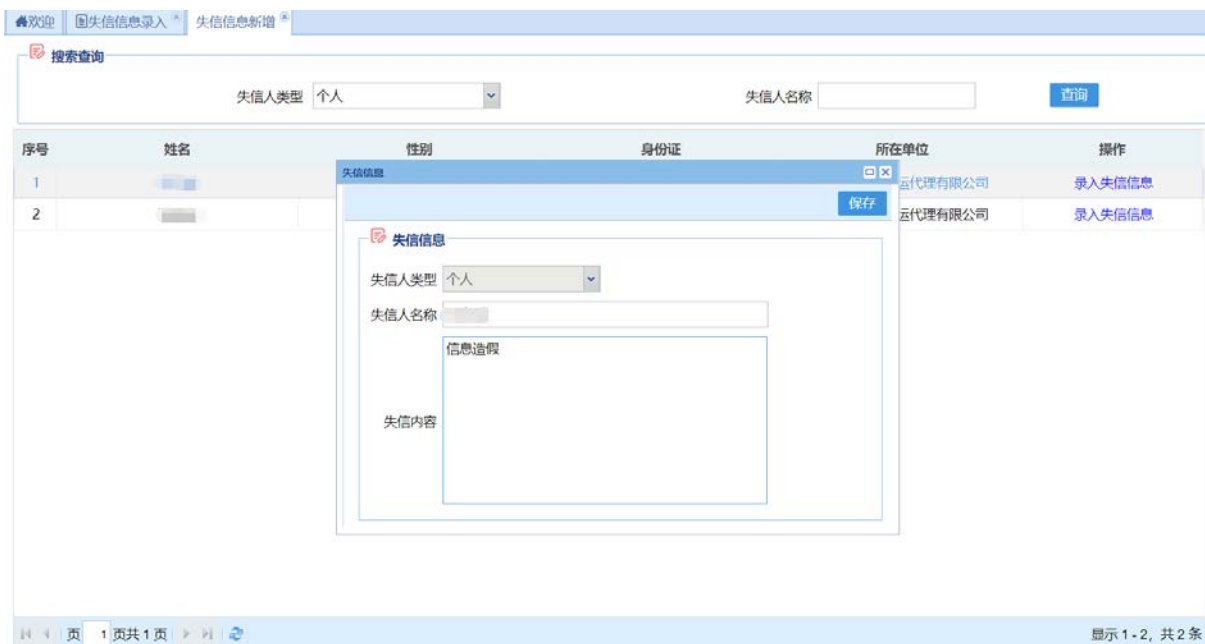 欢迎 失信信息录入 失信信息新增
搜索查询
失信人类型 个人 失信人名称 查询
序号 姓名 性别 身份证 所在单位 操作
失信信息
1 运代理有限公司 录入失信信息
保存
2 运代理有限公司 录入失信信息
失信信息
失信人类型 个人
失信人名称
信息造假
失信内容
页 1 页共 1 页 显示 1 - 2, 共 2 条